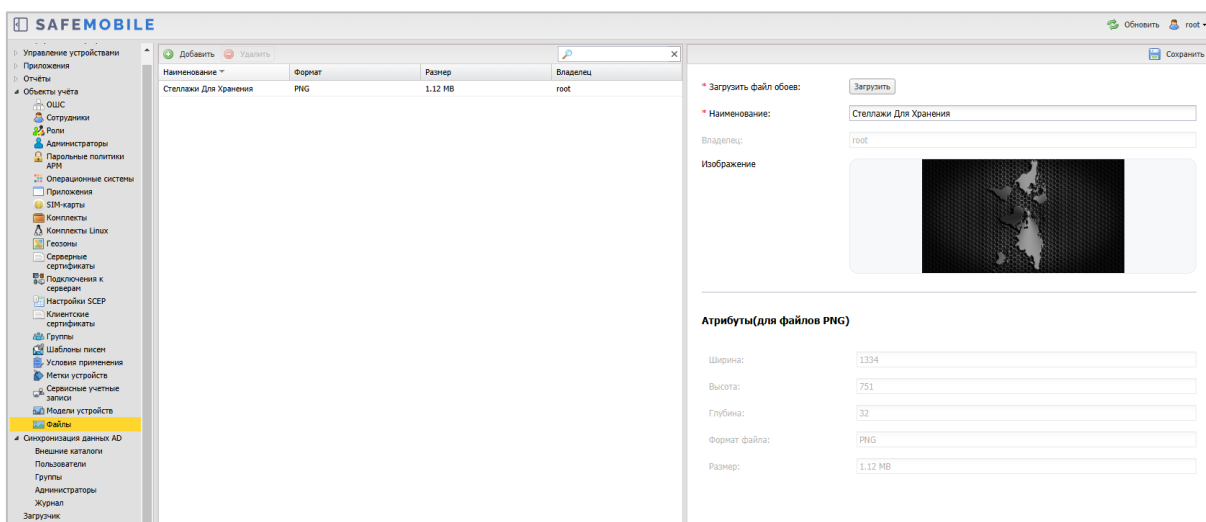 SAFEMOBILE
Обновить root
Управление устройствами
Приложения
Отчёты
Объекты учёта
ОШС
Сотрудники
Роли
Администраторы
Парольные политики
АРМ
Операционные системы
Приложения
SIM-карты
Комплекты
Комплекты Linux
Геозоны
Серверные
сертификаты
Подключения к
серверам
Настройки SCEP
Клиентские
сертификаты
Группы
Шаблоны писем
Условия применения
Метки устройств
Сервисные учетные
записи
Модели устройств
Файлы
Синхронизация данных AD
Внешние каталоги
Пользователи
Группы
Администраторы
Журнал
Загрузчик
Добавить Удалить
Наименование Формат Размер Владелец
Стеллажи Для Хранения PNG 1.12 MB root
Сохранить
* Загрузить файл обоев: Загрузить
* Наименование: Стеллажи Для Хранения
Владелец: root
Изображение
Атрибуты(для файлов PNG)
Ширина: 1334
Высота: 751
Глубина: 32
Формат файла: PNG
Размер: 1.12 MB